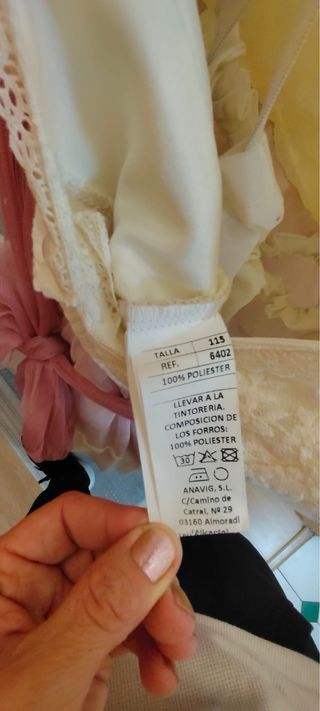 TALLA 115
REF. 6402
100% POLIESTER
LLEVAR A LA
TINTORERIA.
COMPOSICION DE
LOS FORROS:
100% POLIESTER
30
ANAVIG, S.L.
C/Camino de
Catral, Nº 29
03160 Almoradí
(Alicante)